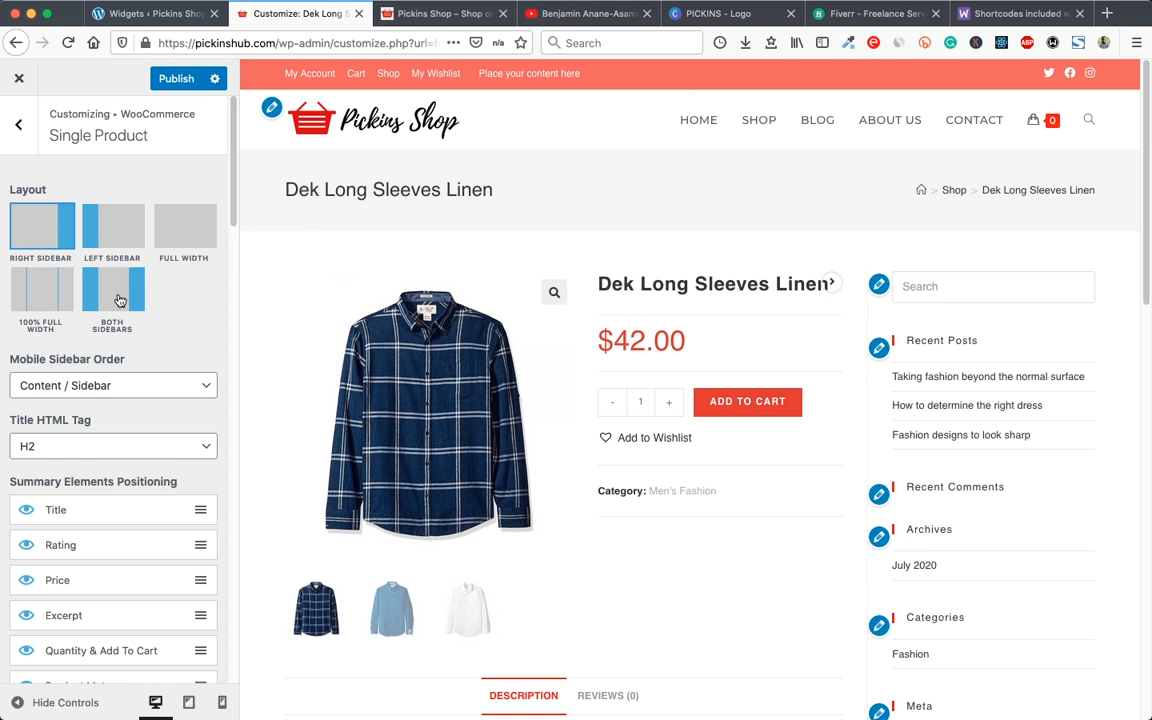 Widgets ‹ Pickins Shop
Customize: Dek Long S
Pickins Shop – Shop o
Benjamin Anane-Asam
PICKINS - Logo
Fiverr - Freelance Ser
Shortcodes included w
https://pickinshub.com/wp-admin/customize.php?url=h
n/a
Search
Publish
My Account
Cart
Shop
My Wishlist
Place your content here
Customizing ▸ WooCommerce
Single Product
Pickins Shop
HOME
SHOP
BLOG
ABOUT US
CONTACT
0
Layout
RIGHT SIDEBAR
LEFT SIDEBAR
FULL WIDTH
100% FULL
WIDTH
BOTH
SIDEBARS
Mobile Sidebar Order
Content / Sidebar
Title HTML Tag
H2
Summary Elements Positioning
Title
Rating
Price
Excerpt
Quantity & Add To Cart
Hide Controls
Dek Long Sleeves Linen
> Shop > Dek Long Sleeves Linen
Dek Long Sleeves Linen
$42.00
- 1 +
ADD TO CART
Add to Wishlist
Category: Men's Fashion
DESCRIPTION
REVIEWS (0)
Search
Recent Posts
Taking fashion beyond the normal surface
How to determine the right dress
Fashion designs to look sharp
Recent Comments
Archives
July 2020
Categories
Fashion
Meta